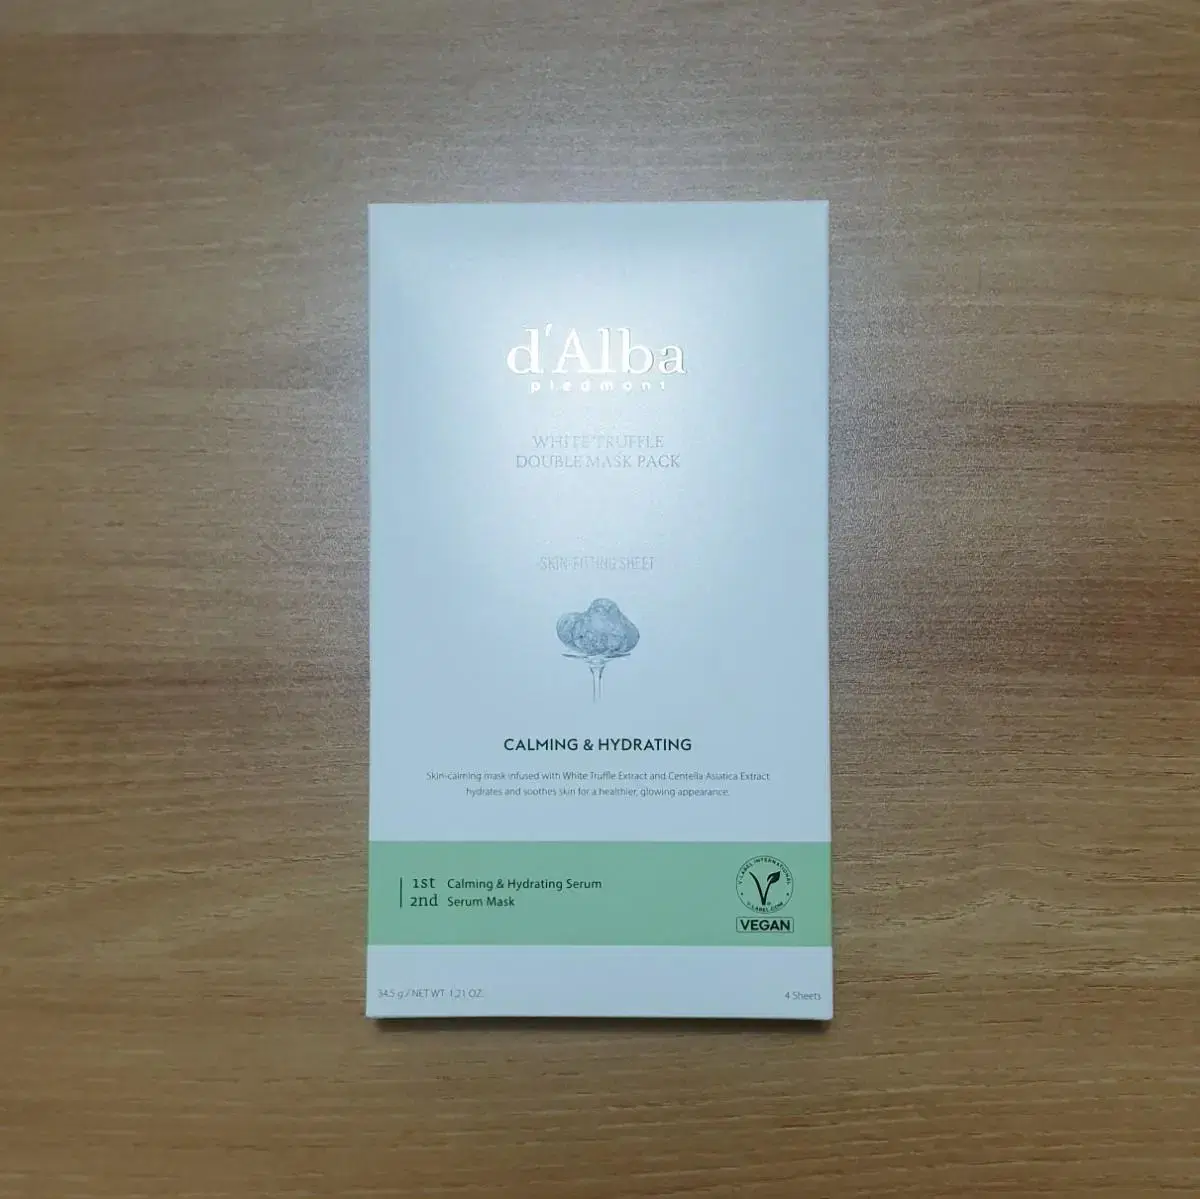 d'Alba
piedmont
WHITE TRUFFLE
DOUBLE MASK PACK
SKIN-FITTING SHEET
CALMING & HYDRATING
Skin-calming mask infused with White Truffle Extract and Centella Asiatica Extract
hydrates and soothes skin for a healthier, glowing appearance.
1st Calming & Hydrating Serum
2nd Serum Mask
V-LABEL INTERNATIONAL
V-LABEL.COM
VEGAN
34.5 g / NET WT. 1.21 OZ.
4 Sheets